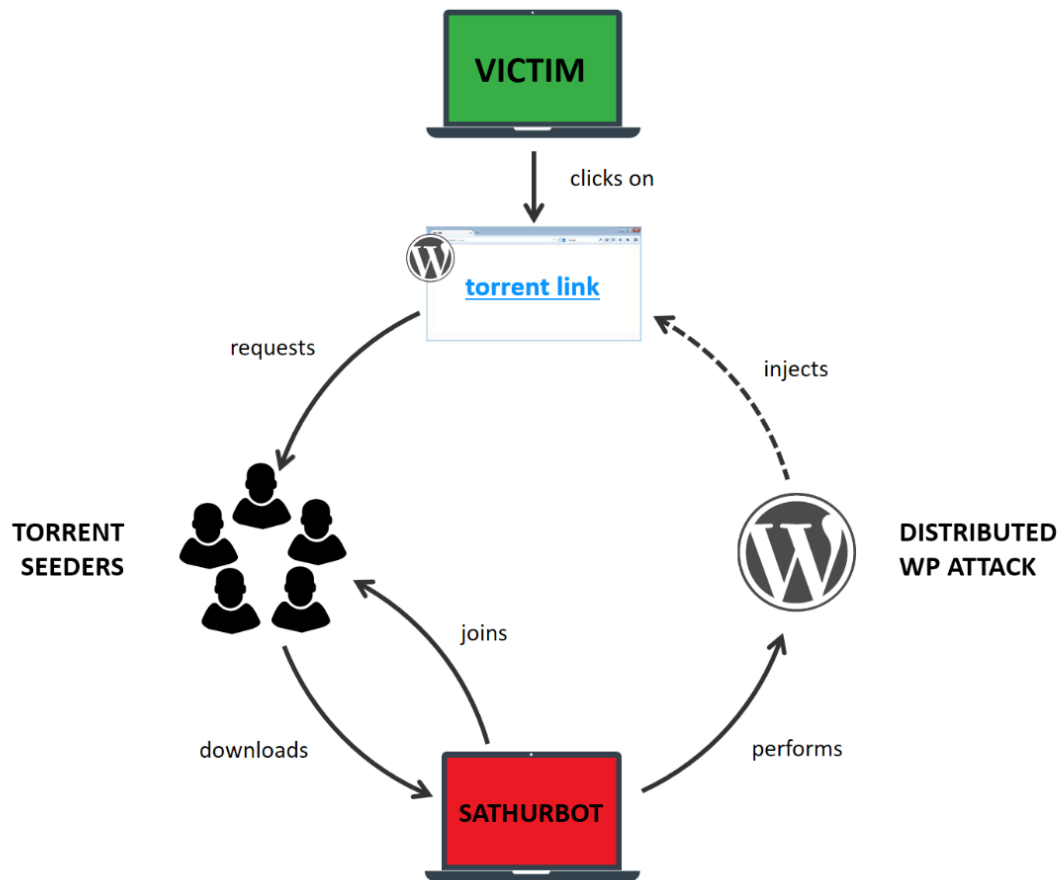 VICTIM
clicks on
torrent link
requests
injects
TORRENT
SEEDERS
DISTRIBUTED
WP ATTACK
joins
downloads
performs
SATHURBOT